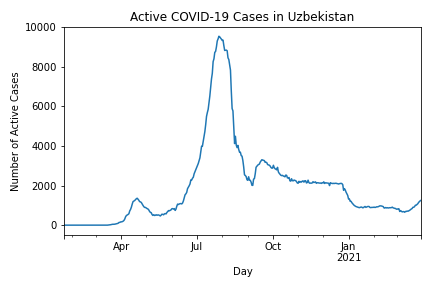 Active COVID-19 Cases in Uzbekistan
10000
8000
6000
4000
2000
0
Number of Active Cases
Apr
Jul
Oct
Jan
2021
Day